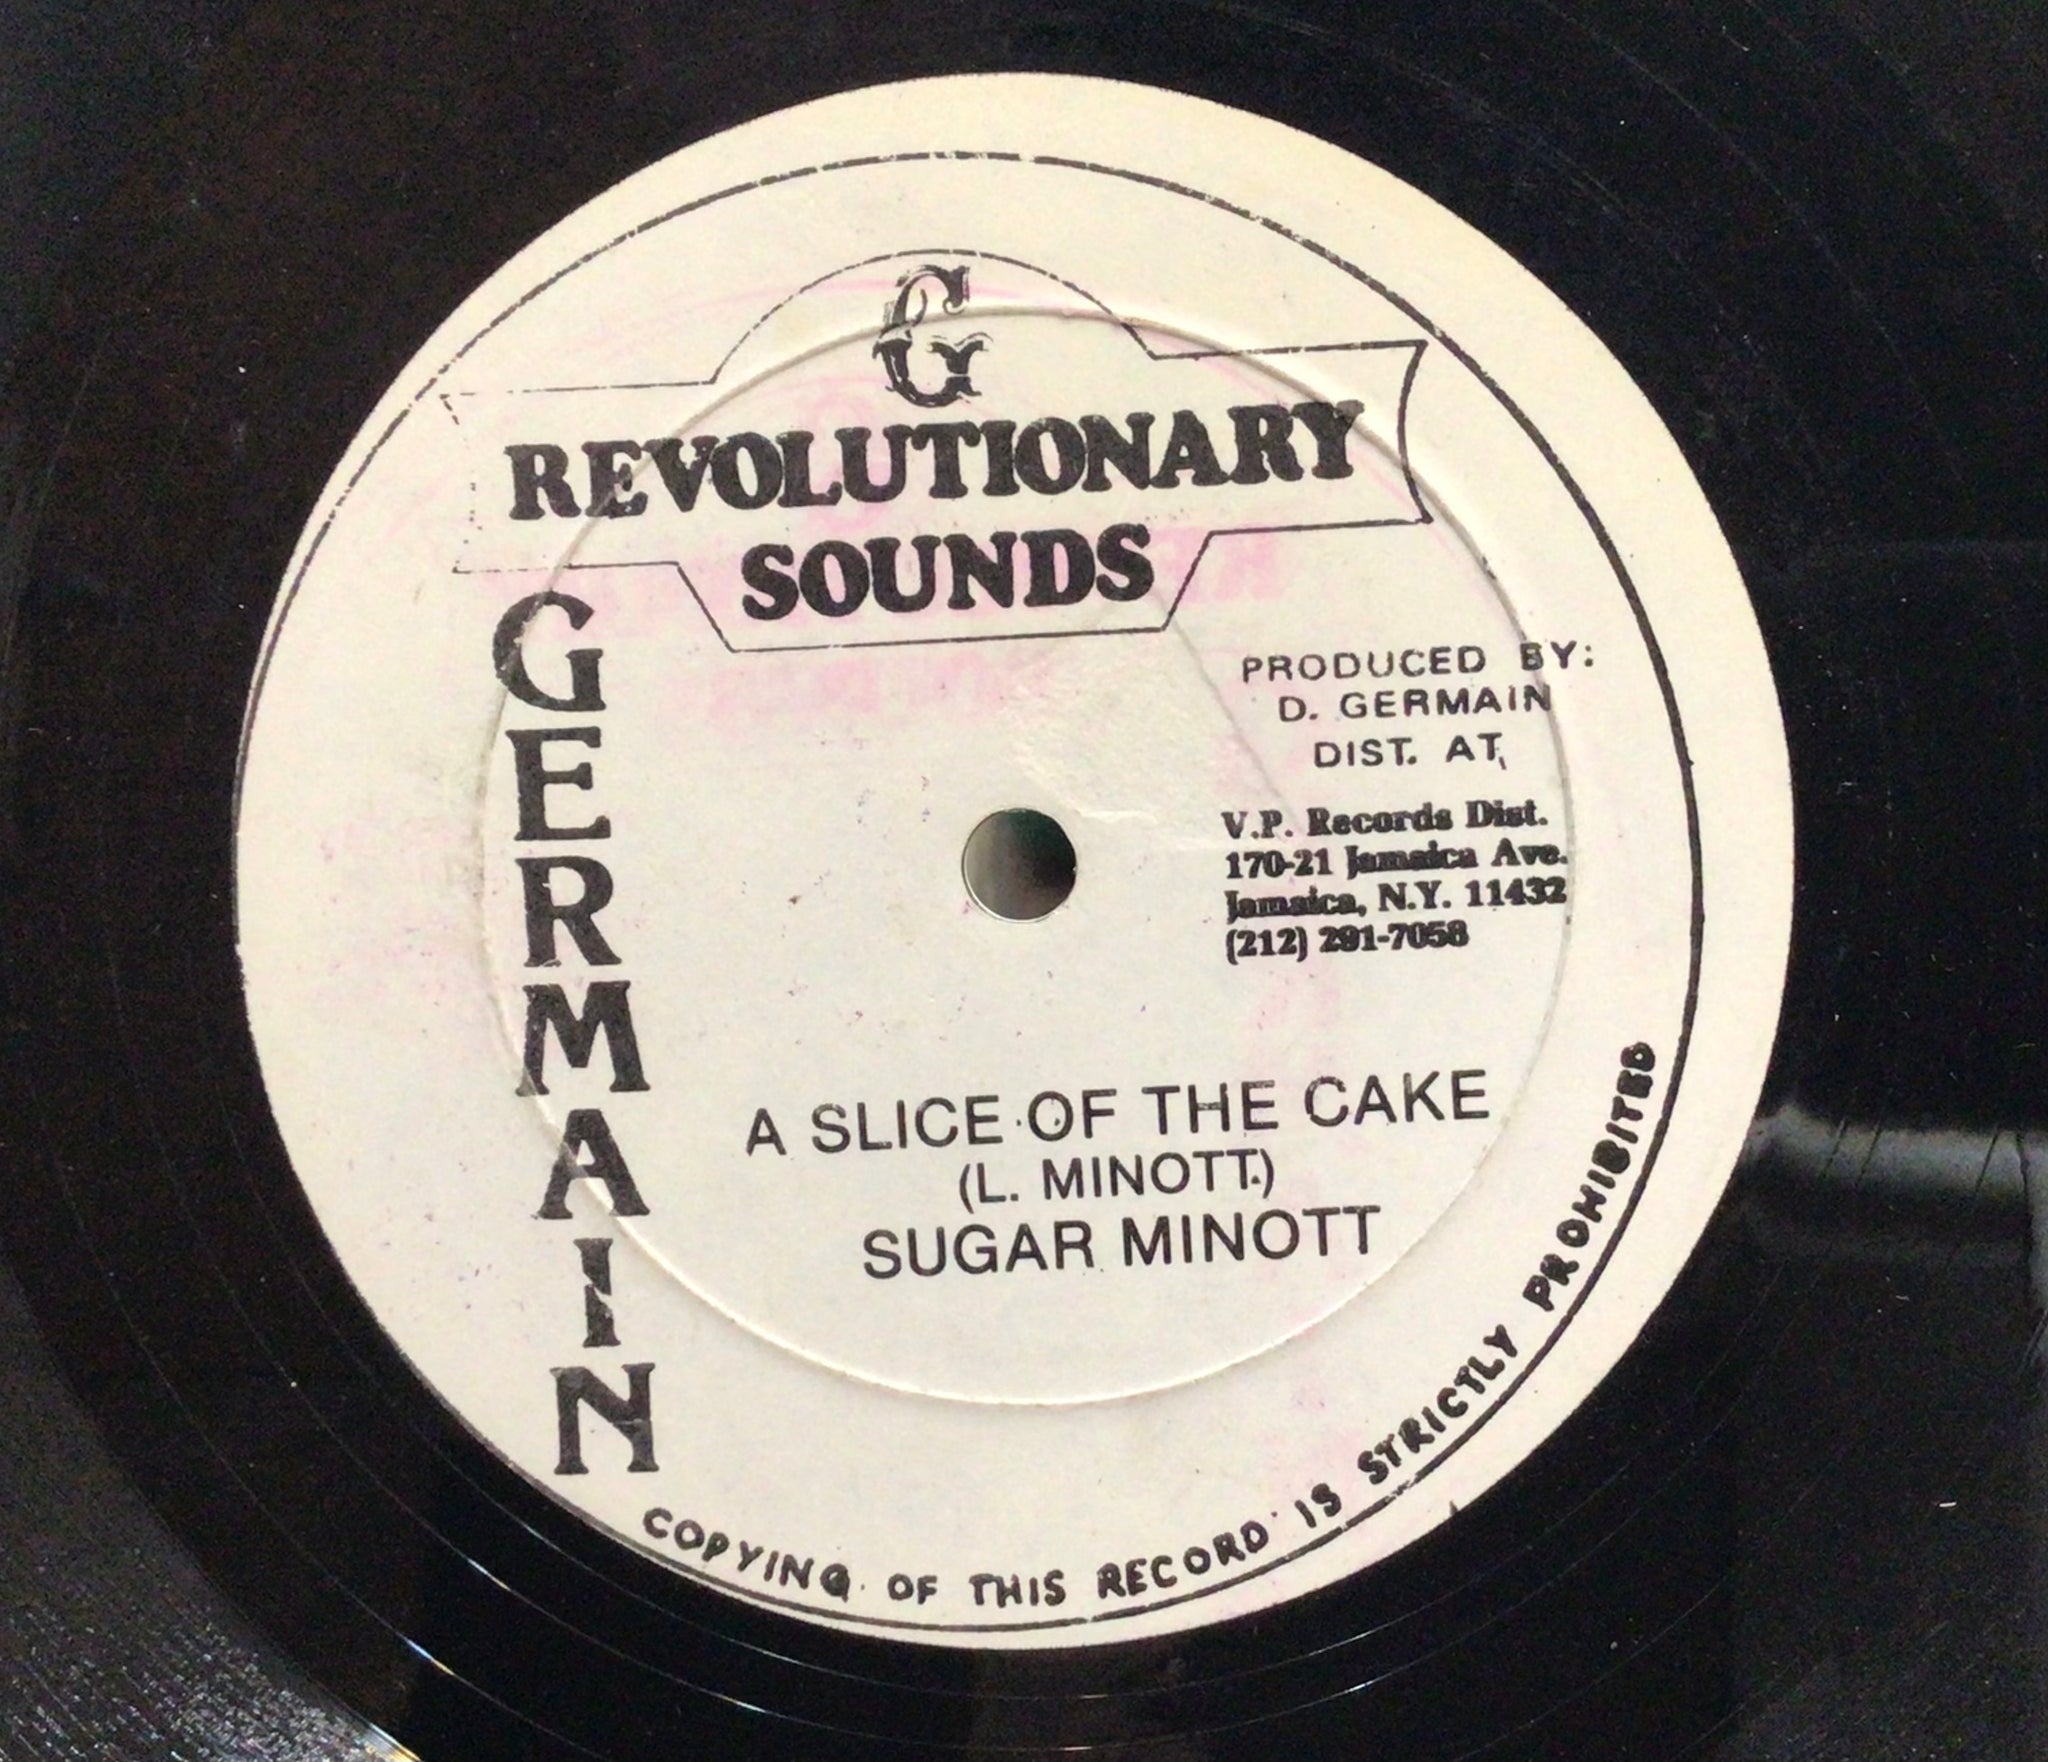 G
REVOLUTIONARY
SOUNDS
GERMAIN
PRODUCED BY:
D. GERMAIN
DIST. AT,
V.P. Records Dist.
170-21 Jamaica Ave.
Jamaica, N.Y. 11432
(212) 291-7058
A SLICE OF THE CAKE
(L. MINOTT.)
SUGAR MINOTT
COPYING OF THIS RECORD IS STRICTLY PROHIBITED